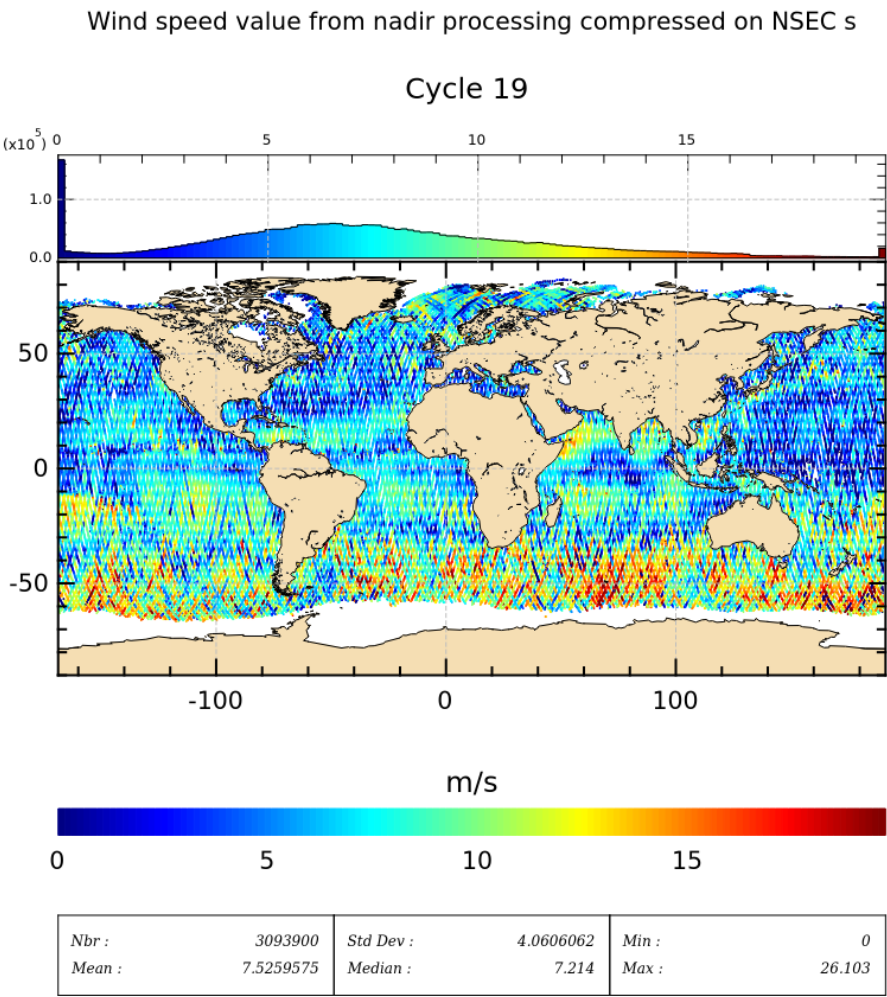 Wind speed value from nadir processing compressed on NSEC s
Cycle 19
(x10^5) 0 5 10 15
1.0
0.0
50
0
-50
-100 0 100
m/s
0 5 10 15
Nbr : 3093900 Std Dev : 4.0606062 Min : 0
Mean : 7.5259575 Median : 7.214 Max : 26.103